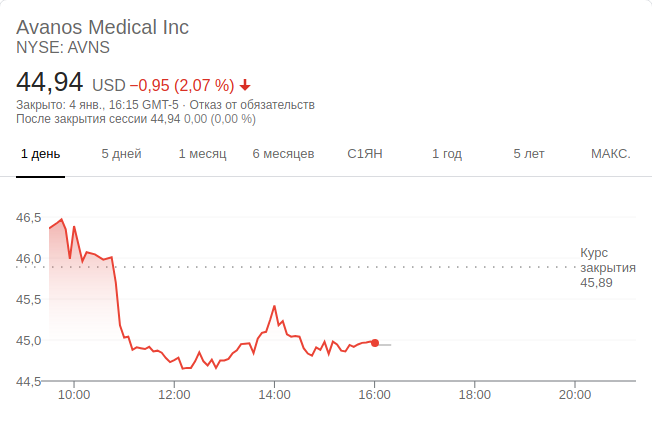 Avanos Medical Inc
NYSE: AVNS
44,94 USD −0,95 (2,07 %)
Закрыто: 4 янв., 16:15 GMT-5 · Отказ от обязательств
После закрытия сессии 44,94 0,00 (0,00 %)
1 день 5 дней 1 месяц 6 месяцев С1ЯН 1 год 5 лет МАКС.
46,5
46,0
45,5
45,0
44,5
Курс
закрытия
45,89
10:00 12:00 14:00 16:00 18:00 20:00